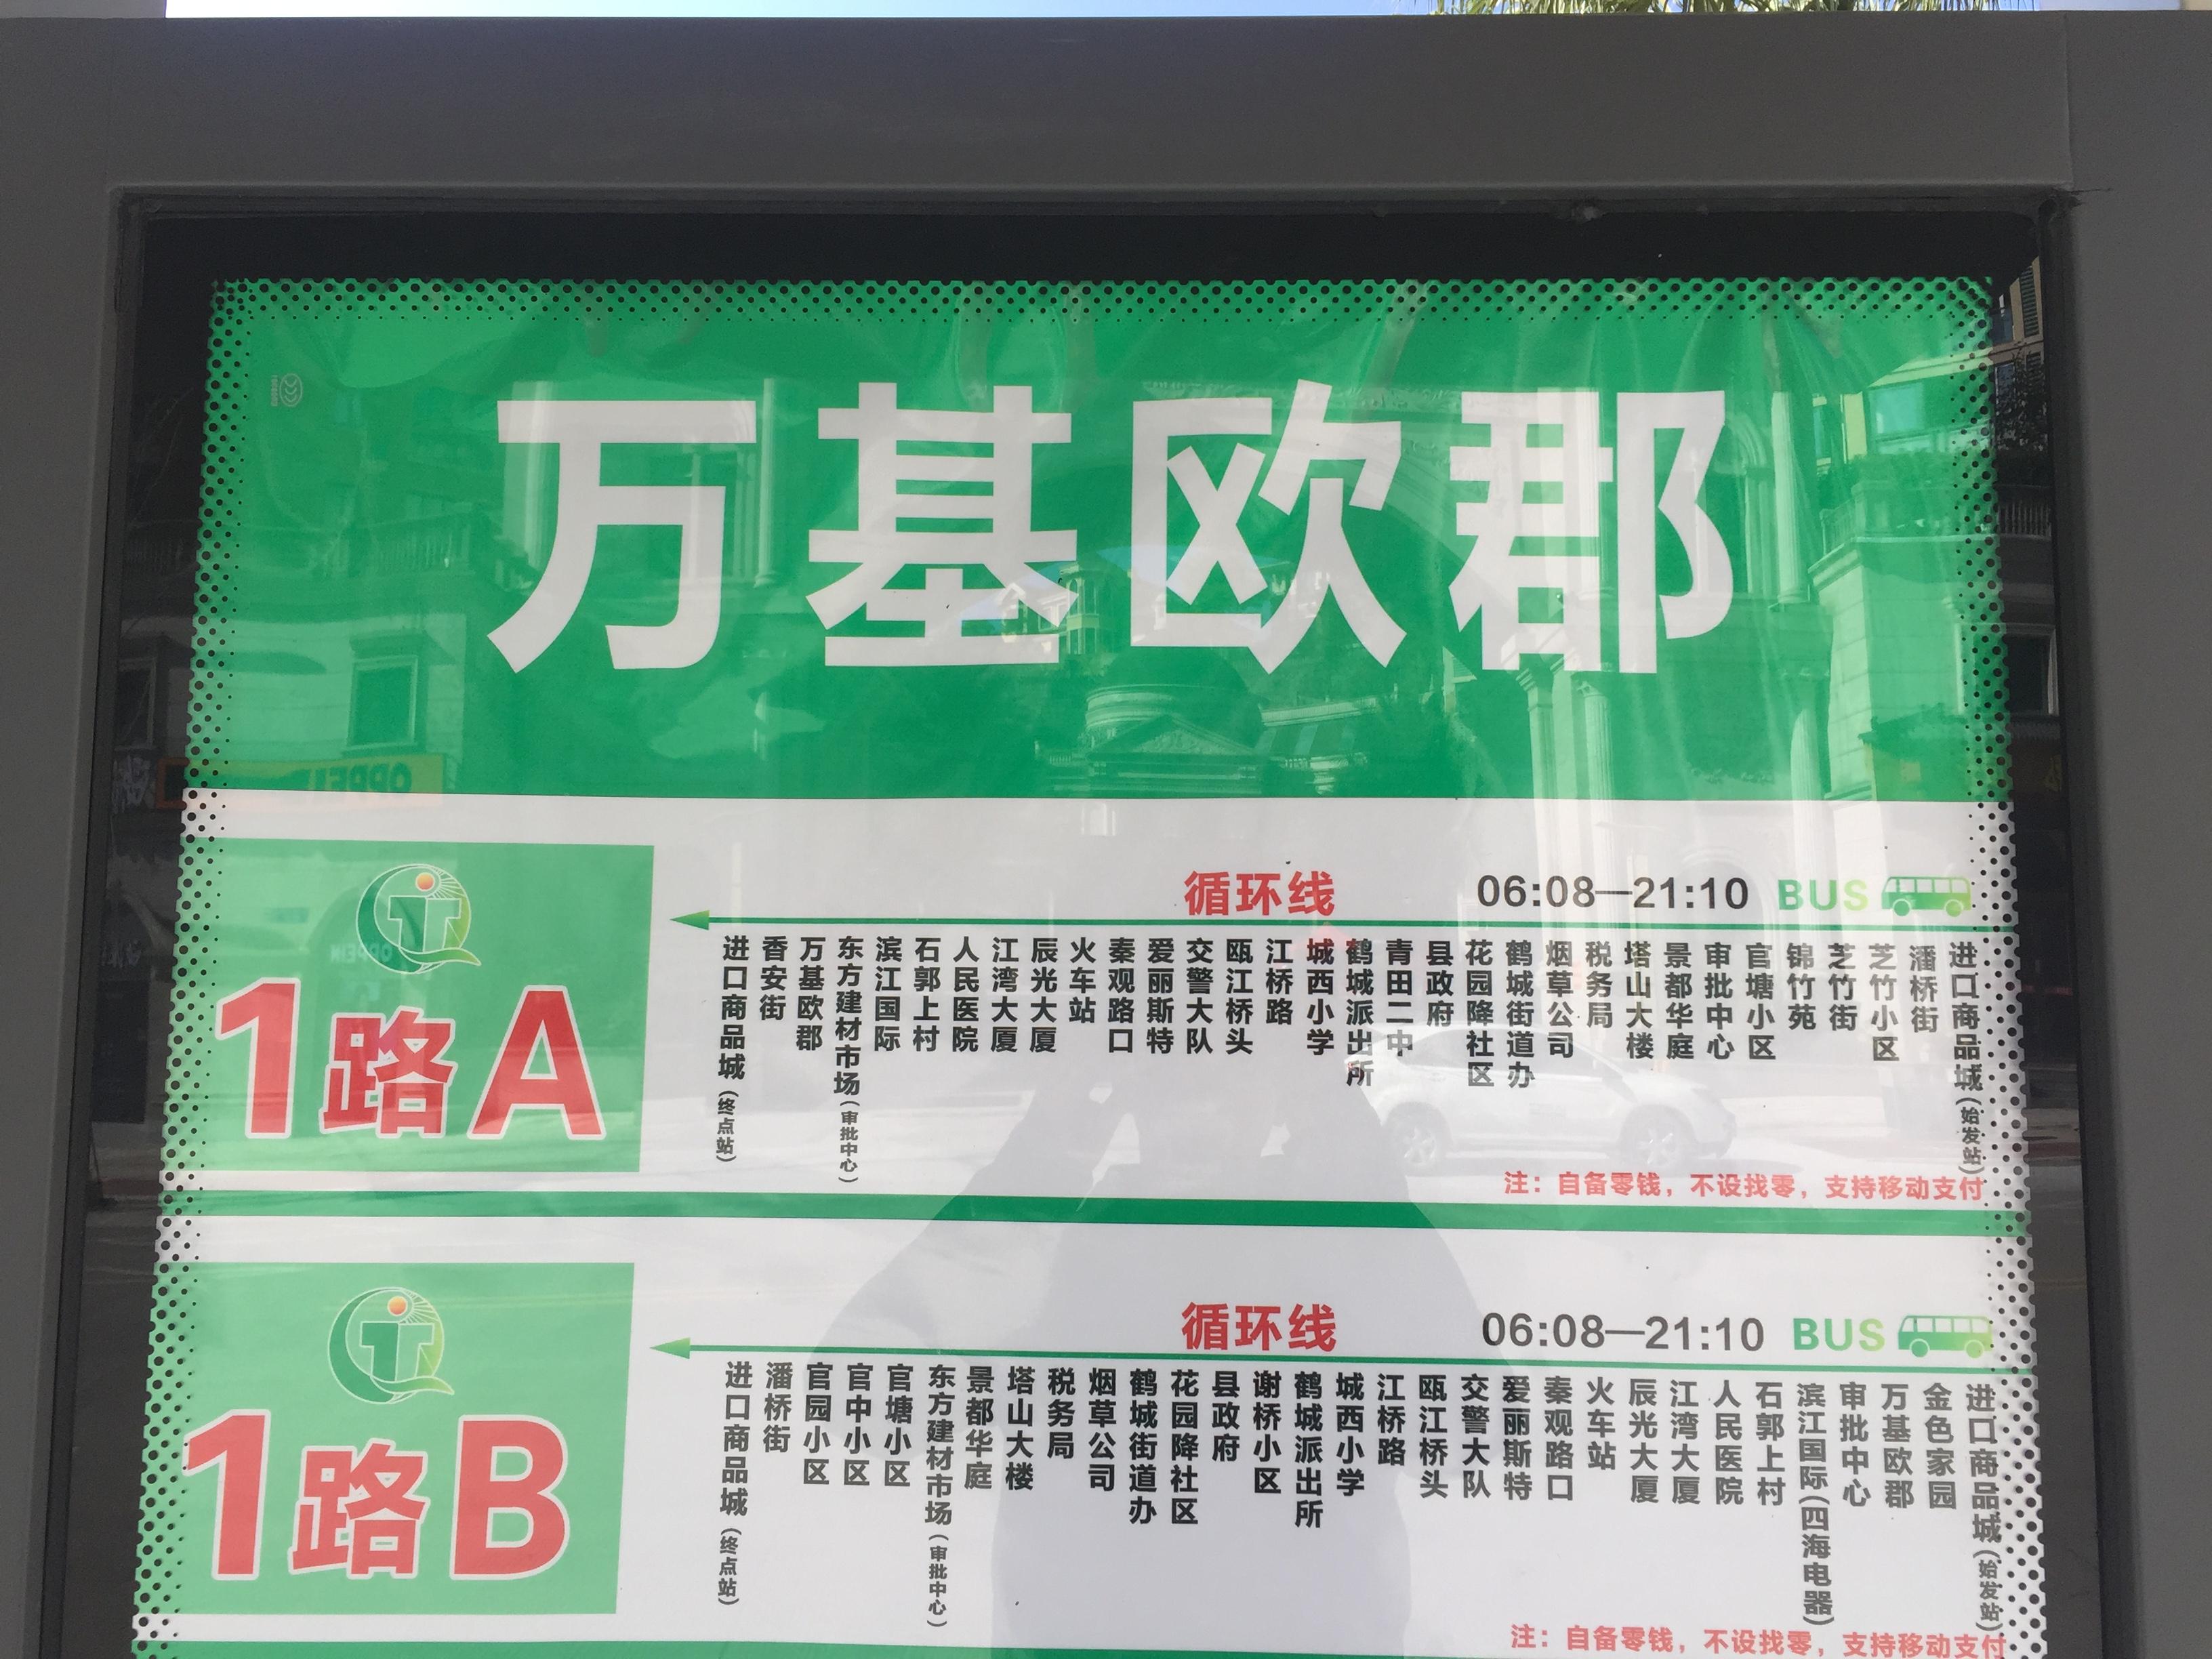 万基欧郡
1路A
循环线 06:08—21:10 BUS
进口商品城（终点站）
香安街
万基欧郡
东方建材市场（审批中心）
滨江国际
石郭上村
人民医院
江湾大厦
辰光大厦
火车站
秦观路口
爱丽斯特
交警大队
瓯江桥头
江桥路
城西小学
鹤城派出所
青田二中
县政府
花园降社区
鹤城街道办
烟草公司
税务局
塔山大楼
景都华庭
审批中心
官塘小区
锦竹苑
芝竹街
芝竹小区
潘桥街
进口商品城（始发站）
注：自备零钱，不设找零，支持移动支付
1路B
循环线 06:08—21:10 BUS
进口商品城（终点站）
潘桥街
官园小区
官中小区
官塘小区
东方建材市场（审批中心）
景都华庭
塔山大楼
税务局
烟草公司
鹤城街道办
花园降社区
县政府
谢桥小区
鹤城派出所
城西小学
江桥路
瓯江桥头
交警大队
爱丽斯特
秦观路口
火车站
辰光大厦
江湾大厦
人民医院
石郭上村
滨江国际（四海电器）
审批中心
万基欧郡
金色家园
进口商品城（始发站）
注：自备零钱，不设找零，支持移动支付